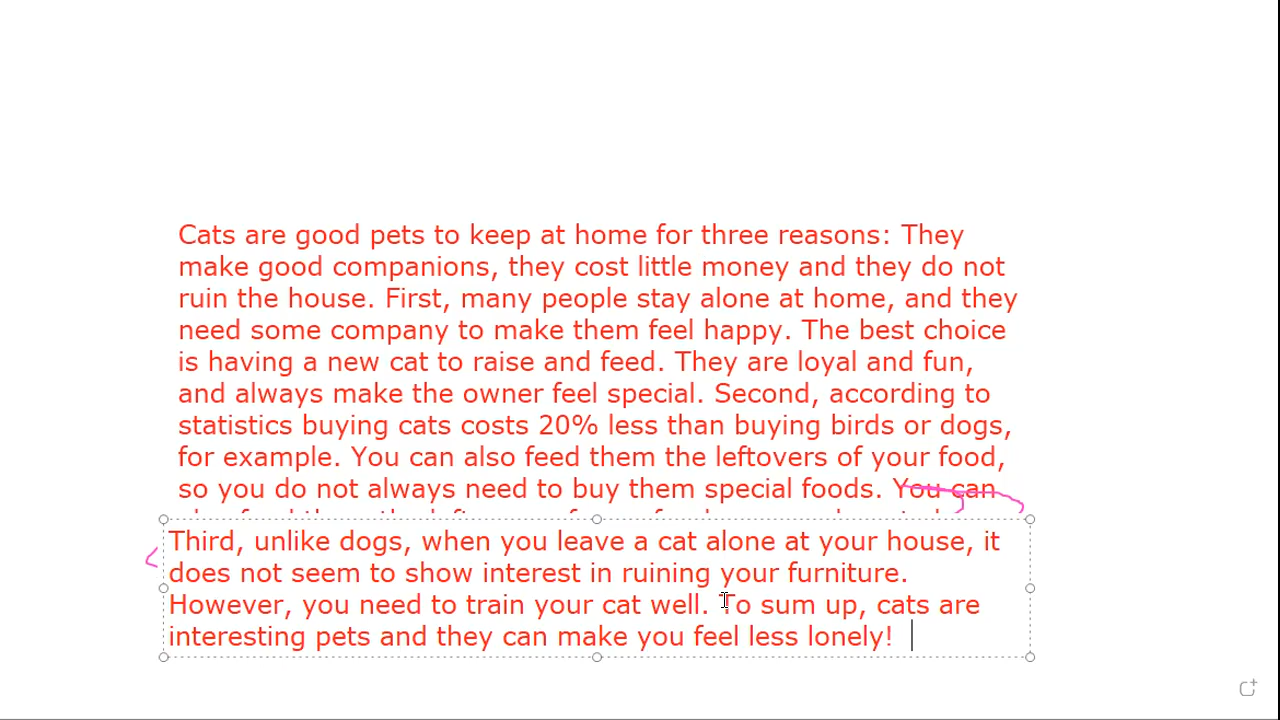 Cats are good pets to keep at home for three reasons: They
make good companions, they cost little money and they do not
ruin the house. First, many people stay alone at home, and they
need some company to make them feel happy. The best choice
is having a new cat to raise and feed. They are loyal and fun,
and always make the owner feel special. Second, according to
statistics buying cats costs 20% less than buying birds or dogs,
for example. You can also feed them the leftovers of your food,
so you do not always need to buy them special foods. You can
Third, unlike dogs, when you leave a cat alone at your house, it
does not seem to show interest in ruining your furniture.
However, you need to train your cat well. To sum up, cats are
interesting pets and they can make you feel less lonely!